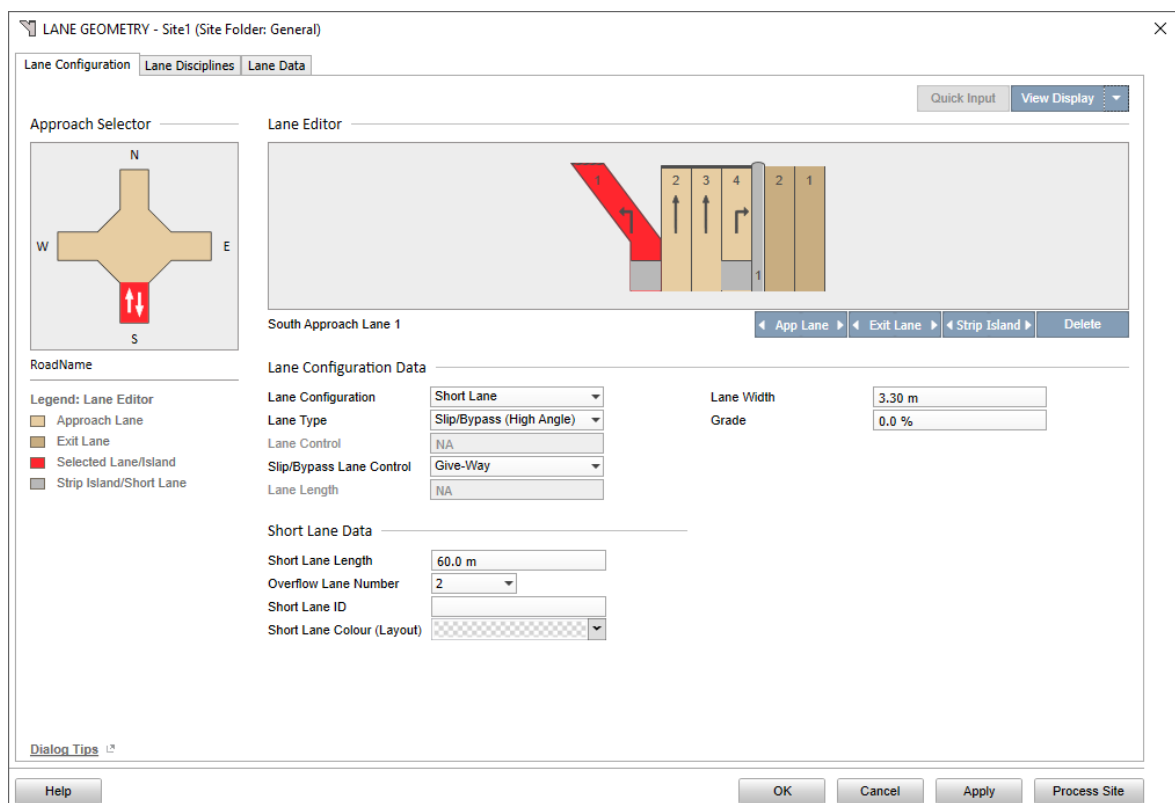 LANE GEOMETRY - Site1 (Site Folder: General)
Lane Configuration Lane Disciplines Lane Data
Quick Input View Display
Approach Selector
N
W E
S
RoadName
Legend: Lane Editor
Approach Lane
Exit Lane
Selected Lane/Island
Strip Island/Short Lane
Lane Editor
1 2 3 4 2 1
1
South Approach Lane 1
App Lane Exit Lane Strip Island Delete
Lane Configuration Data
Lane Configuration Short Lane
Lane Type Slip/Bypass (High Angle)
Lane Control NA
Slip/Bypass Lane Control Give-Way
Lane Length NA
Lane Width 3.30 m
Grade 0.0 %
Short Lane Data
Short Lane Length 60.0 m
Overflow Lane Number 2
Short Lane ID
Short Lane Colour (Layout)
Dialog Tips
Help OK Cancel Apply Process Site